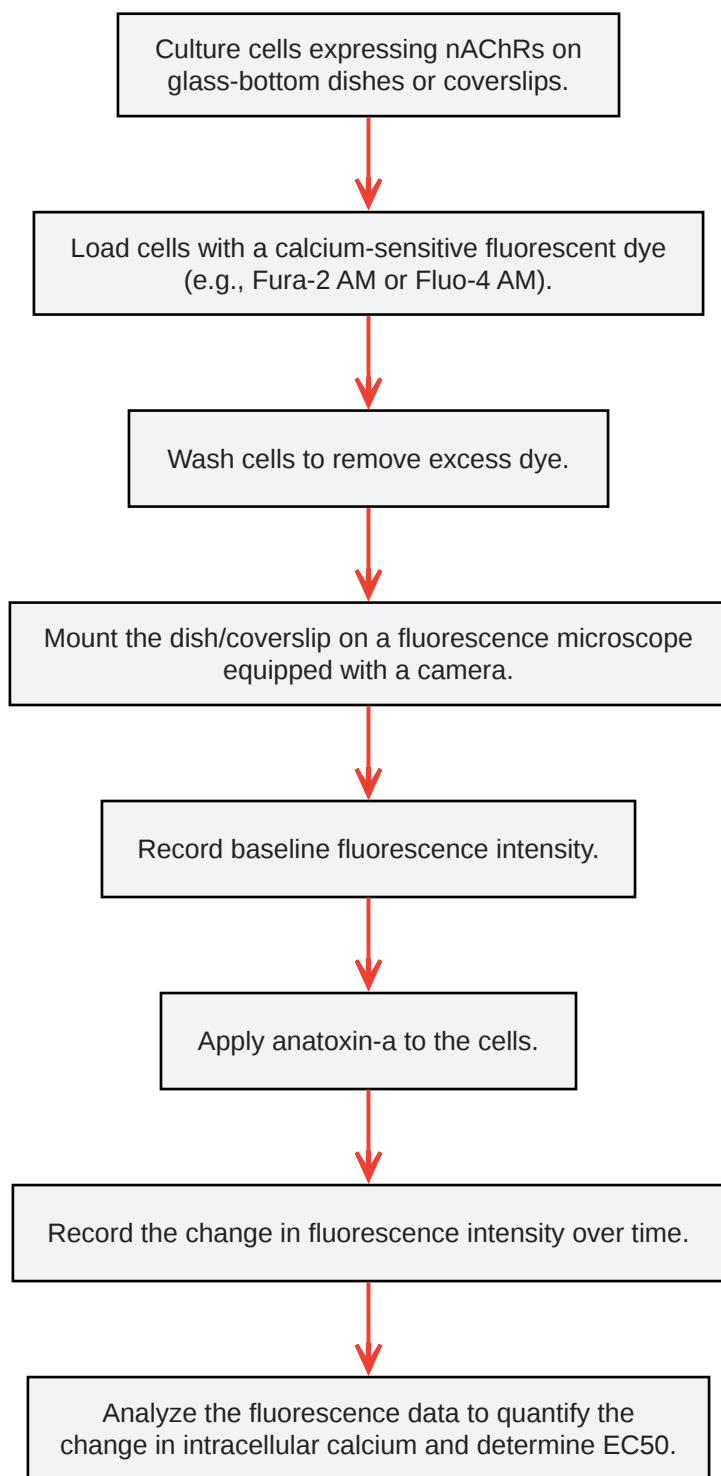 Culture cells expressing nAChRs on
glass-bottom dishes or coverslips.
Load cells with a calcium-sensitive fluorescent dye
(e.g., Fura-2 AM or Fluo-4 AM).
Wash cells to remove excess dye.
Mount the dish/coverslip on a fluorescence microscope
equipped with a camera.
Record baseline fluorescence intensity.
Apply anatoxin-a to the cells.
Record the change in fluorescence intensity over time.
Analyze the fluorescence data to quantify the
change in intracellular calcium and determine EC50.